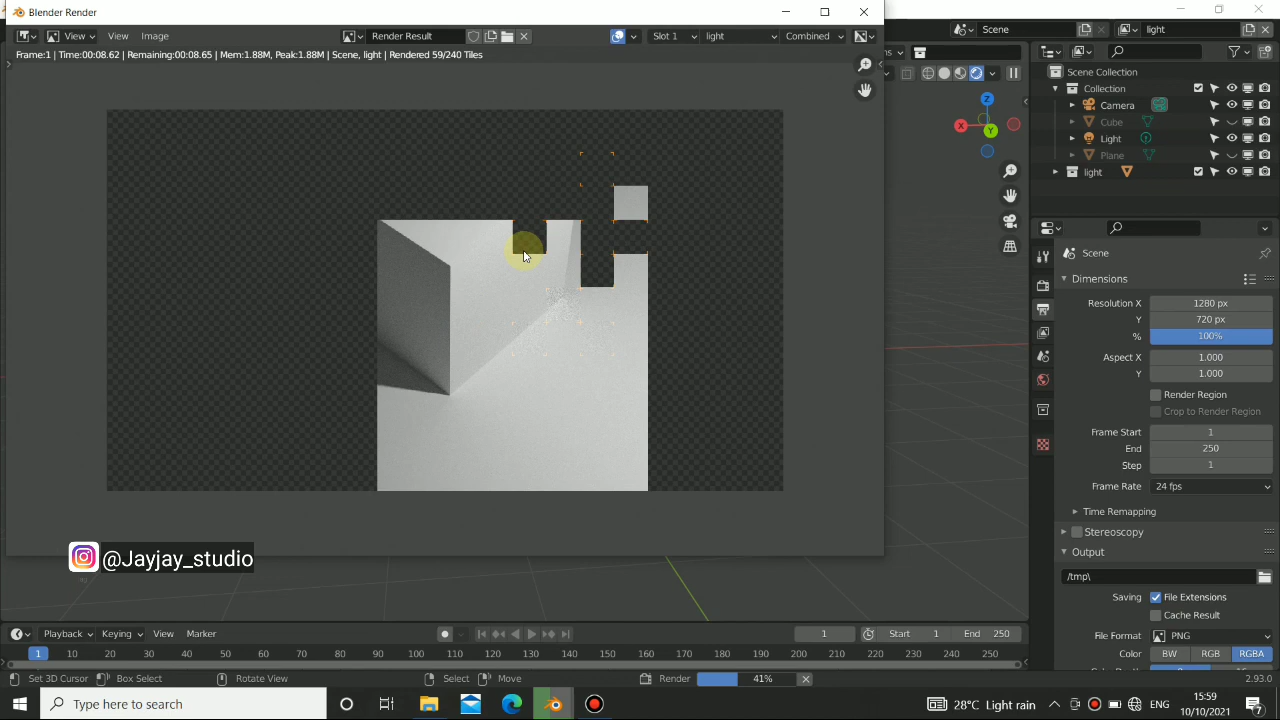 Blender Render
View View Image Render Result Slot 1 light Combined
Frame:1 | Time:00:08.62 | Remaining:00:08.65 | Mem:1.88M, Peak:1.88M | Scene, light | Rendered 59/240 Tiles
Scene light
Scene Collection
Collection
Camera
Cube
Light
Plane
light
Z
X
Y
Scene
Dimensions
Resolution X 1280 px
Y 720 px
% 100%
Aspect X 1.000
Y 1.000
Render Region
Crop to Render Region
Frame Start 1
End 250
Step 1
Frame Rate 24 fps
Time Remapping
Stereoscopy
Output
/tmp\
Saving File Extensions
Cache Result
File Format PNG
Color BW RGB RGBA
@Jayjay_studio
Playback Keying View Marker 1 Start 1 End 250
1 10 20 30 40 50 60 70 80 90 100 110 120 130 140 150 160 170 180 190 200 210 220 230 240 250
Set 3D Cursor Box Select Rotate View Select Move Render 41% 2.93.0
Type here to search 28°C Light rain ENG 15:59
10/10/2021